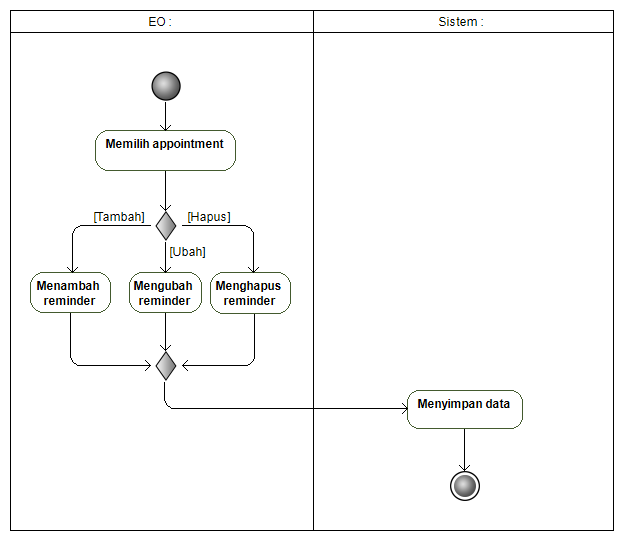 EO :
Sistem :
Memilih appointment
[Tambah]
[Hapus]
[Ubah]
Menambah
reminder
Mengubah
reminder
Menghapus
reminder
Menyimpan data